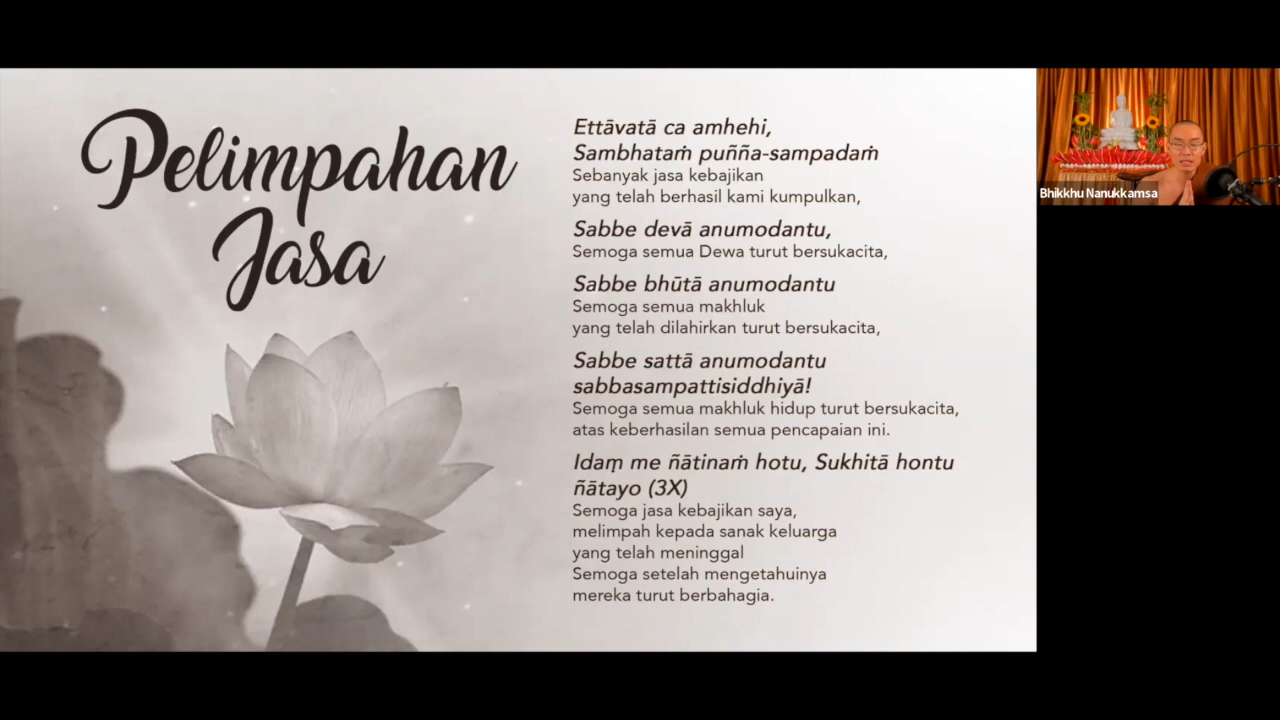 Pelimpahan
Jasa
Ettāvatā ca amhehi,
Sambhataṁ puñña-sampadaṁ
Sebanyak jasa kebajikan
yang telah berhasil kami kumpulkan,
Sabbe devā anumodantu,
Semoga semua Dewa turut bersukacita,
Sabbe bhūtā anumodantu
Semoga semua makhluk
yang telah dilahirkan turut bersukacita,
Sabbe sattā anumodantu
sabbasampattisiddhiyā!
Semoga semua makhluk hidup turut bersukacita,
atas keberhasilan semua pencapaian ini.
Idaṃ me ñātinaṁ hotu, Sukhitā hontu
ñātayo (3X)
Semoga jasa kebajikan saya,
melimpah kepada sanak keluarga
yang telah meninggal
Semoga setelah mengetahuinya
mereka turut berbahagia.
Bhikkhu Nanukkamsa